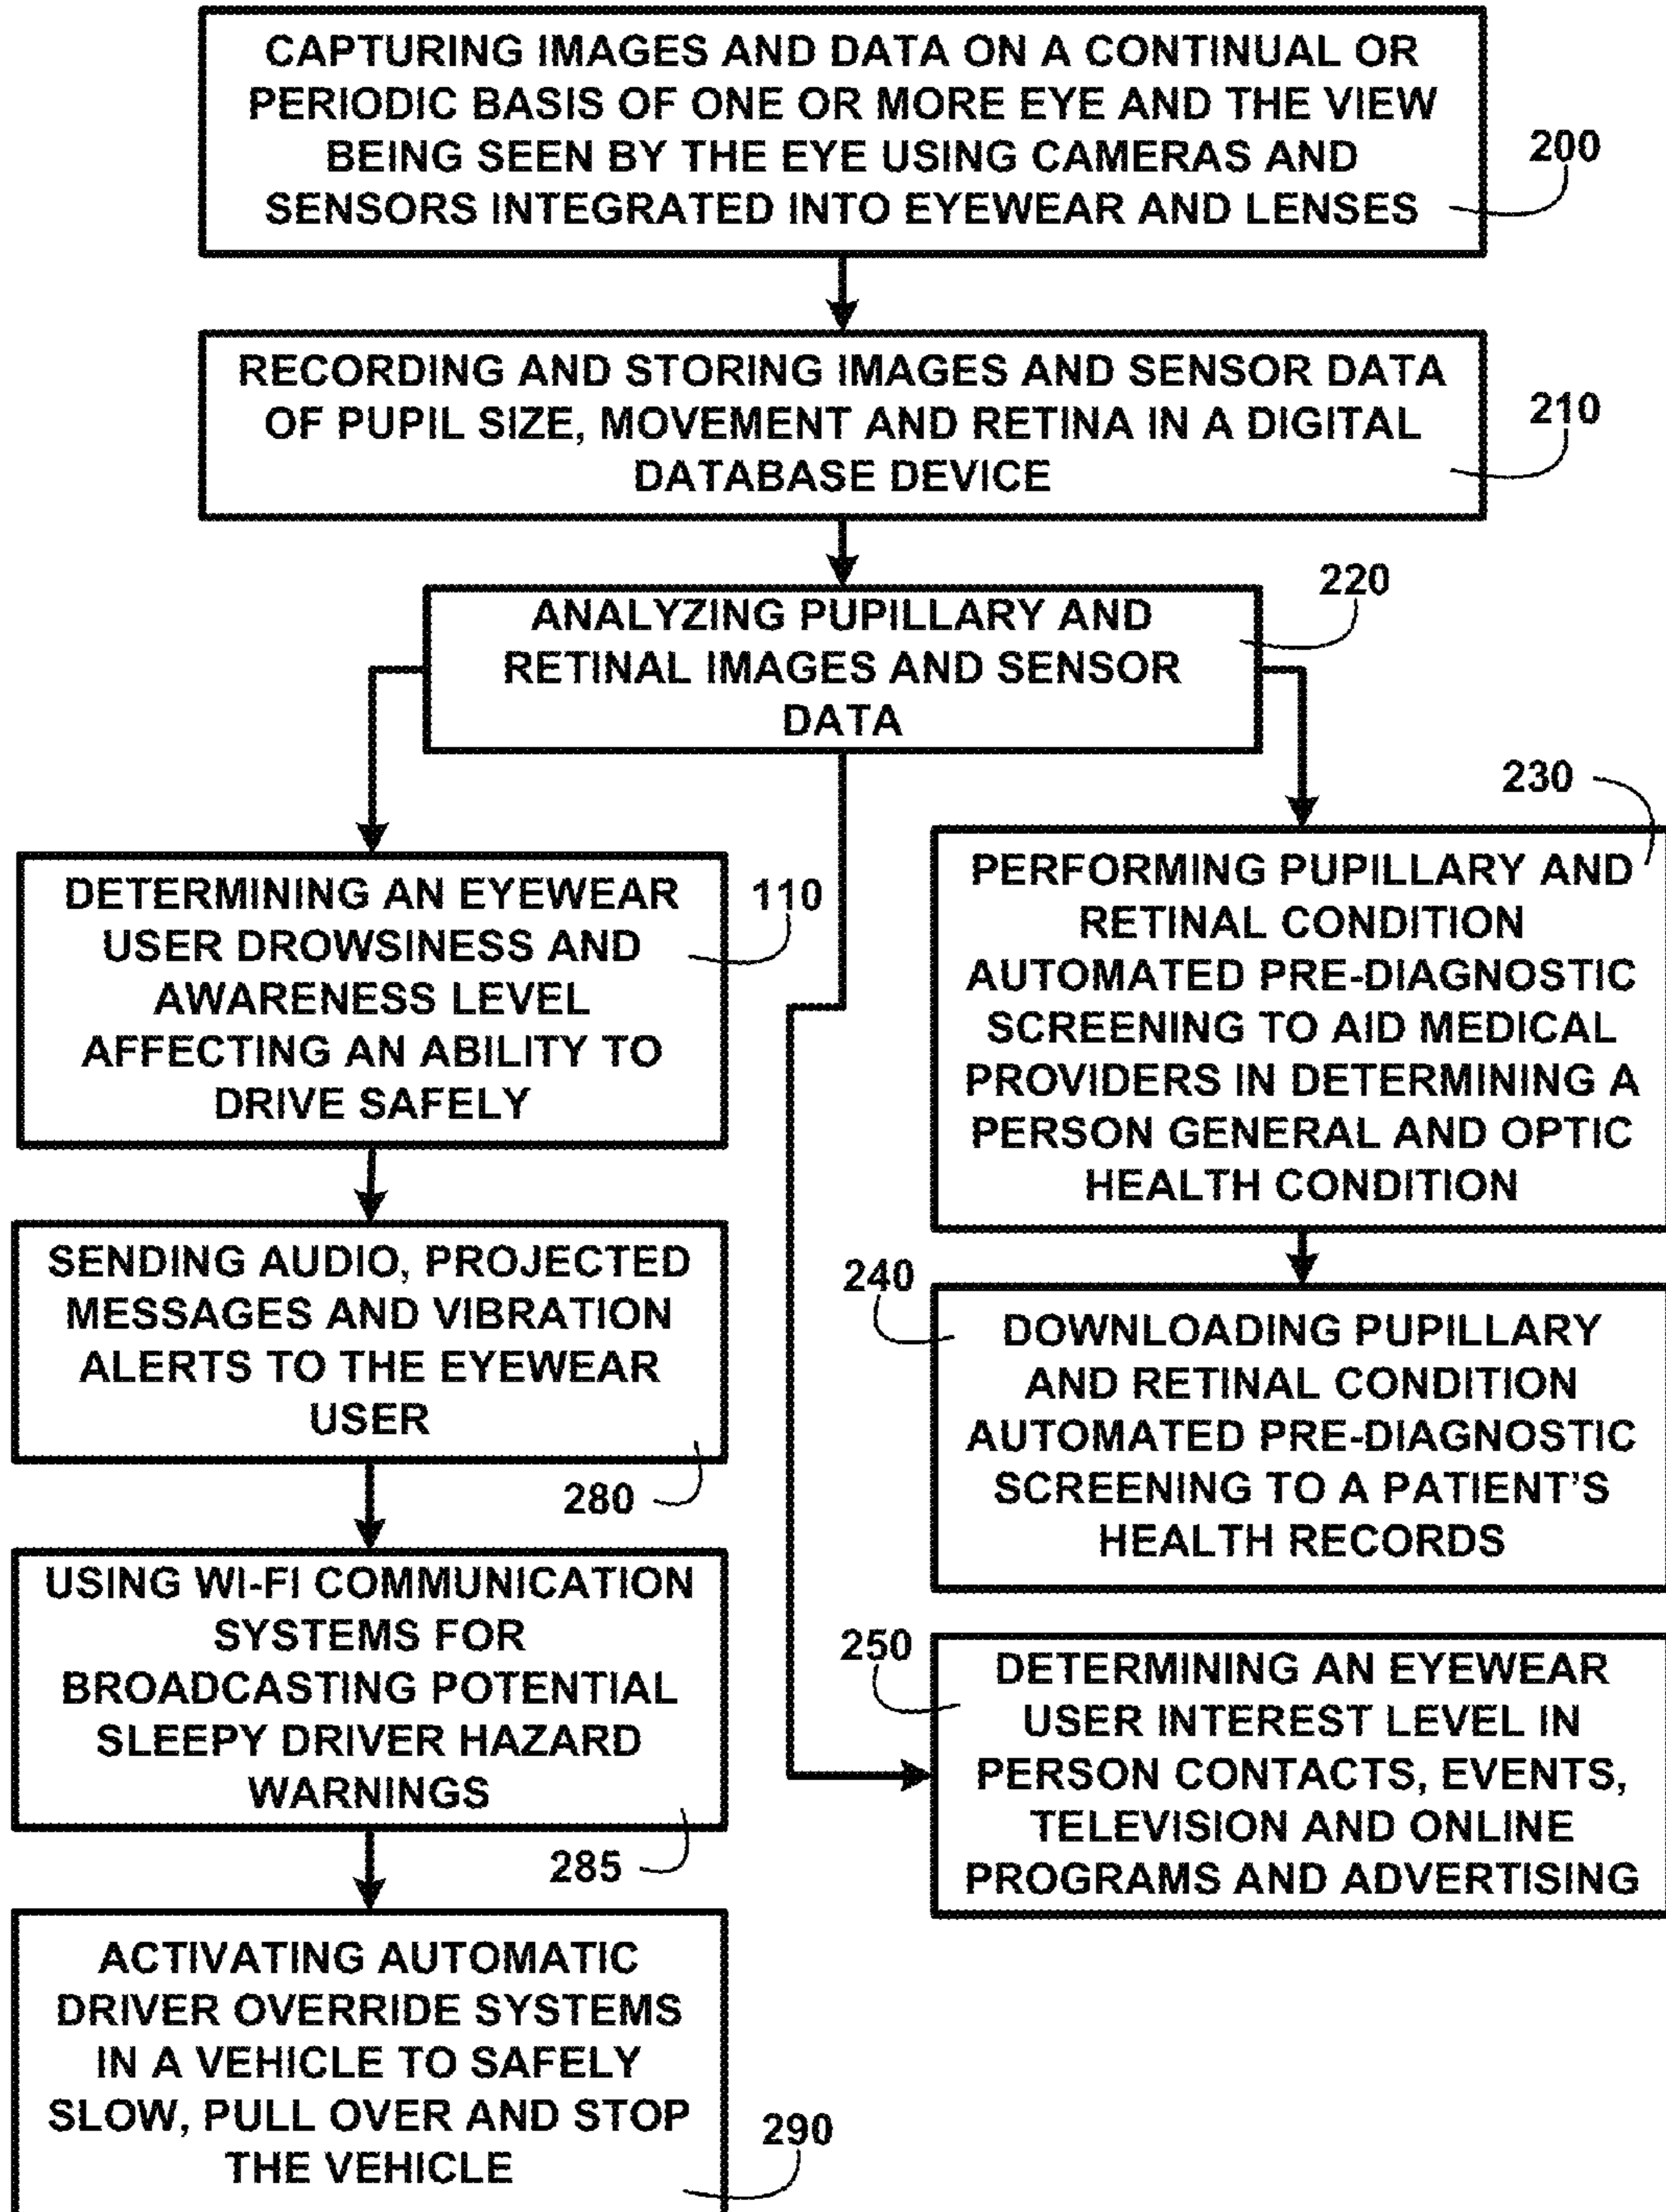 CAPTURING IMAGES AND DATA ON A CONTINUAL OR
PERIODIC BASIS OF ONE OR MORE EYE AND THE VIEW
BEING SEEN BY THE EYE USING CAMERAS AND
SENSORS INTEGRATED INTO EYEWEAR AND LENSES
200
RECORDING AND STORING IMAGES AND SENSOR DATA
OF PUPIL SIZE, MOVEMENT AND RETINA IN A DIGITAL
DATABASE DEVICE
210
ANALYZING PUPILLARY AND
RETINAL IMAGES AND SENSOR
DATA
220
DETERMINING AN EYEWEAR
USER DROWSINESS AND
AWARENESS LEVEL
AFFECTING AN ABILITY TO
DRIVE SAFELY
110
SENDING AUDIO, PROJECTED
MESSAGES AND VIBRATION
ALERTS TO THE EYEWEAR
USER
280
USING WI-FI COMMUNICATION
SYSTEMS FOR
BROADCASTING POTENTIAL
SLEEPY DRIVER HAZARD
WARNINGS
285
ACTIVATING AUTOMATIC
DRIVER OVERRIDE SYSTEMS
IN A VEHICLE TO SAFELY
SLOW, PULL OVER AND STOP
THE VEHICLE
290
230
PERFORMING PUPILLARY AND
RETINAL CONDITION
AUTOMATED PRE-DIAGNOSTIC
SCREENING TO AID MEDICAL
PROVIDERS IN DETERMINING A
PERSON GENERAL AND OPTIC
HEALTH CONDITION
240
DOWNLOADING PUPILLARY
AND RETINAL CONDITION
AUTOMATED PRE-DIAGNOSTIC
SCREENING TO A PATIENT'S
HEALTH RECORDS
250
DETERMINING AN EYEWEAR
USER INTEREST LEVEL IN
PERSON CONTACTS, EVENTS,
TELEVISION AND ONLINE
PROGRAMS AND ADVERTISING